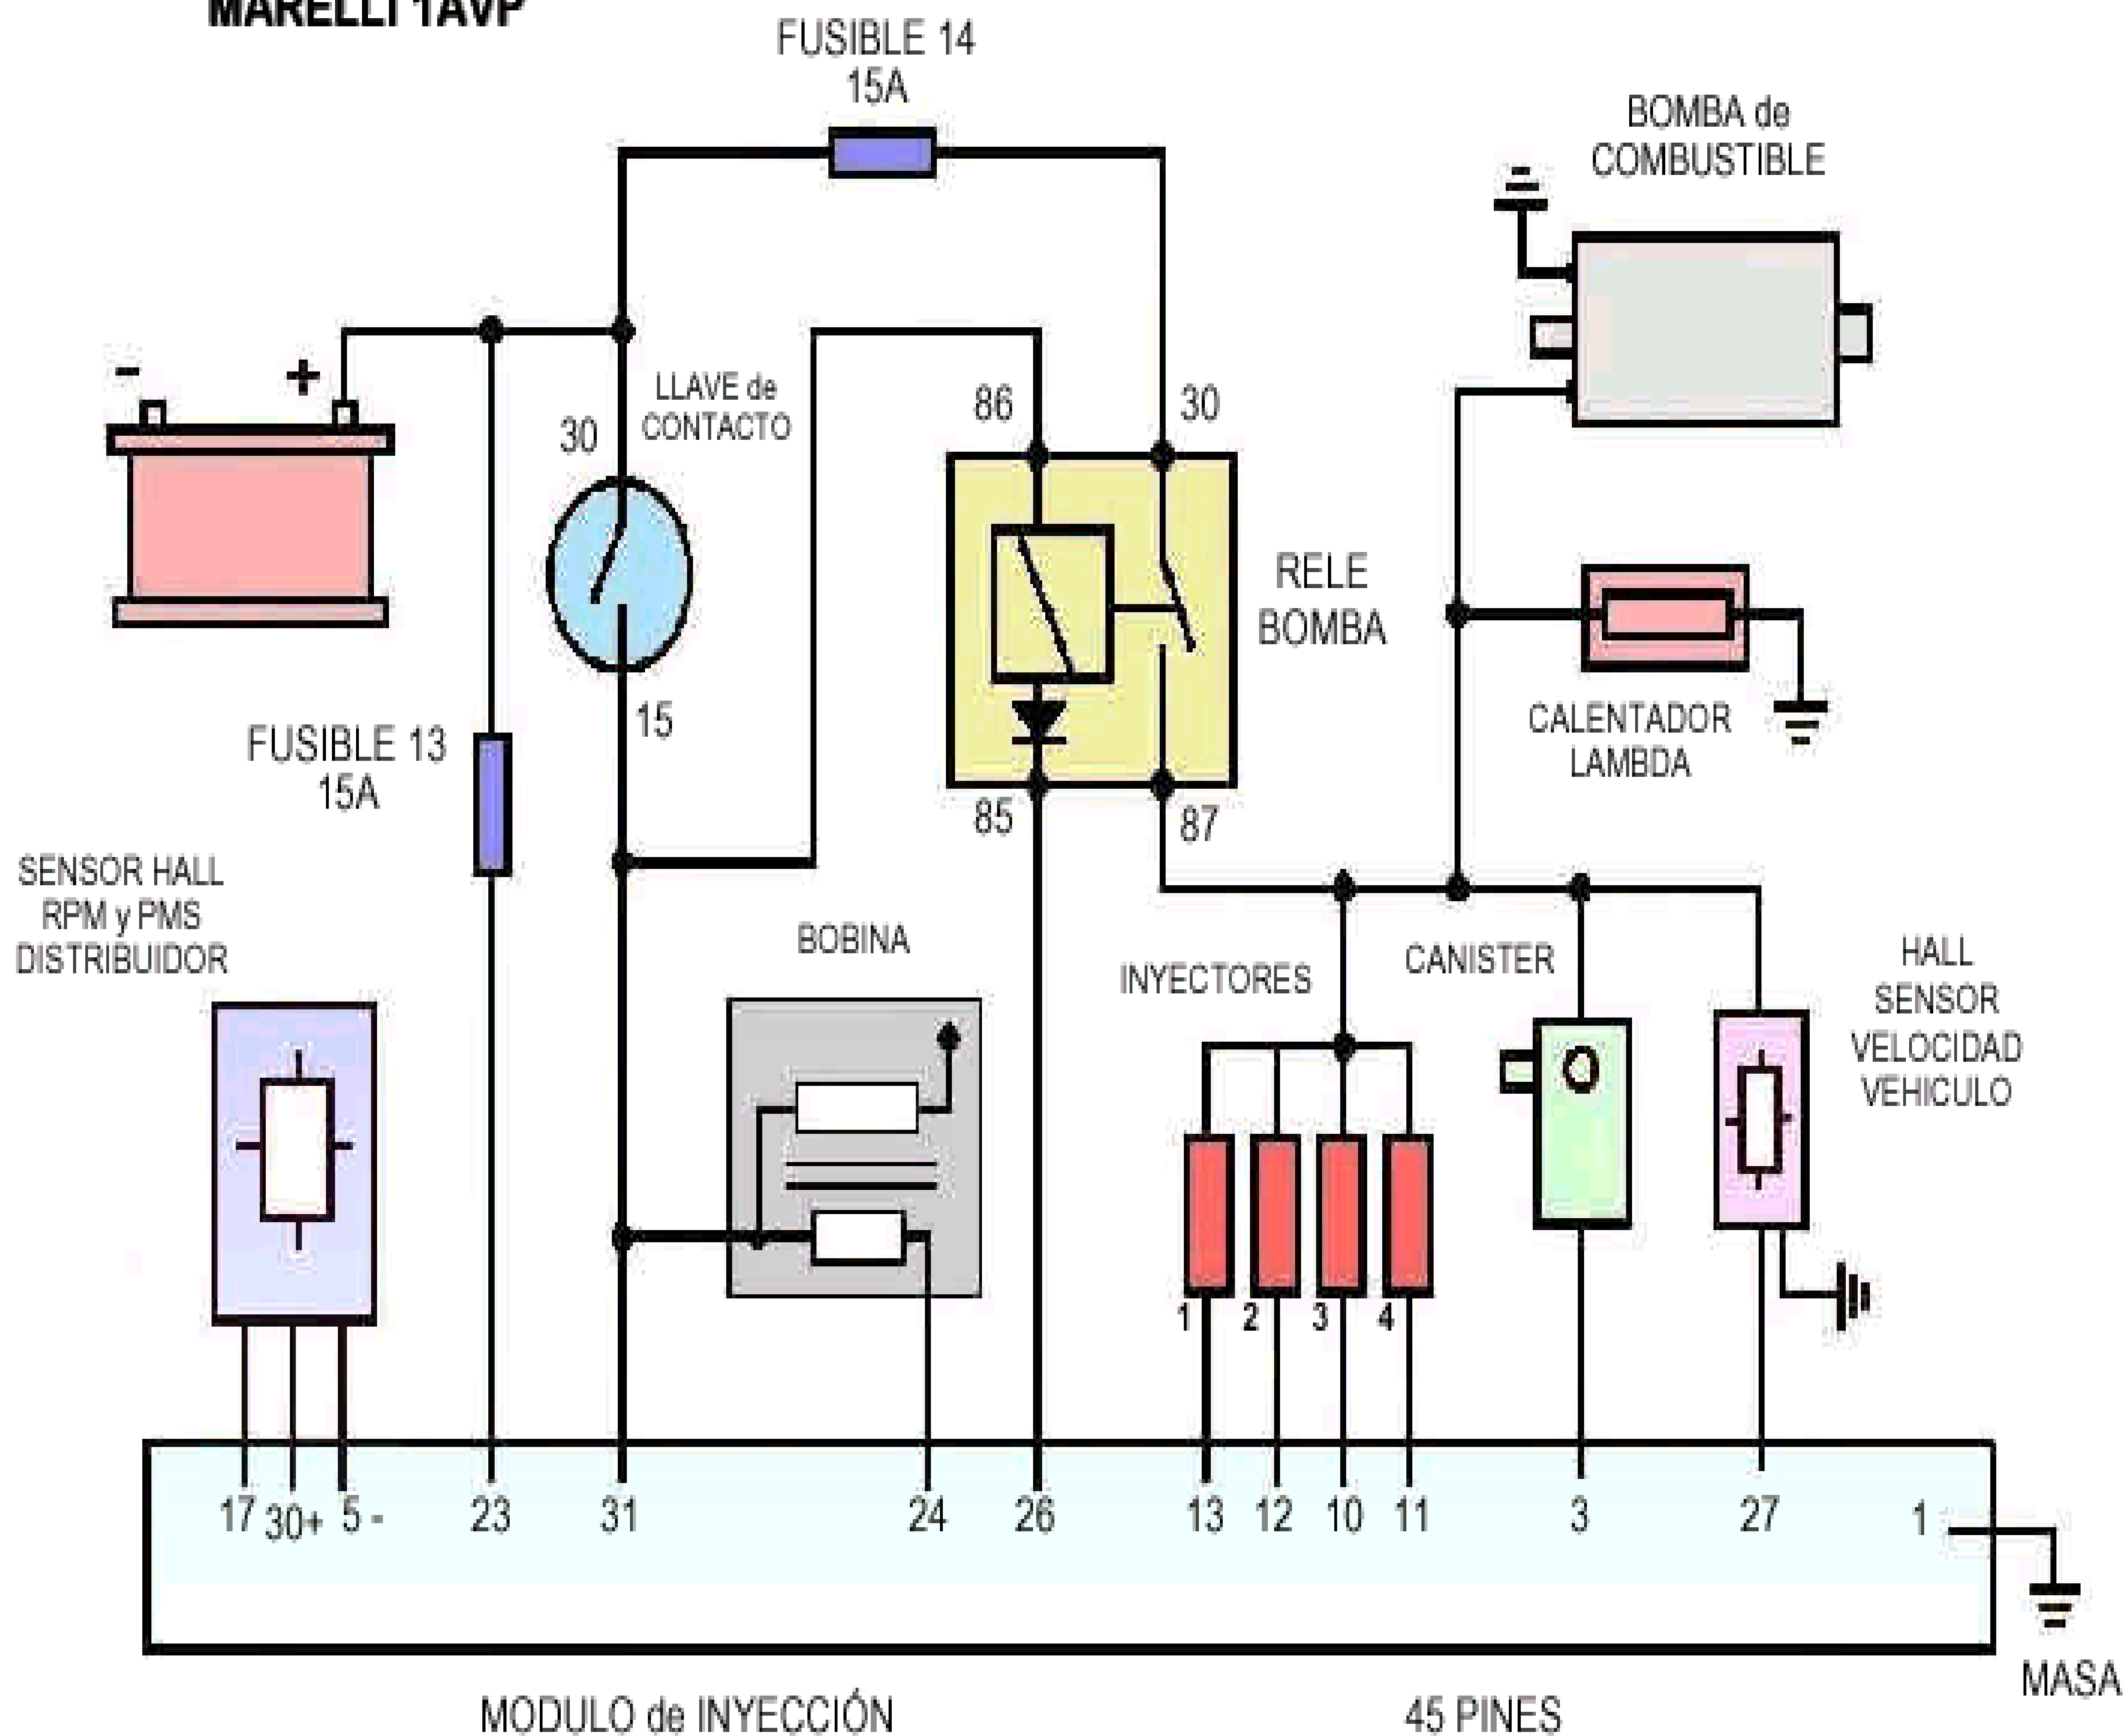 MARELLI 1AVP
FUSIBLE 14
15A
BOMBA de
COMBUSTIBLE
-
+
LLAVE de
CONTACTO
30
86
30
RELE
BOMBA
15
FUSIBLE 13
15A
CALENTADOR
LAMBDA
85
87
SENSOR HALL
RPM y PMS
DISTRIBUIDOR
BOBINA
INYECTORES
CANISTER
HALL
SENSOR
VELOCIDAD
VEHICULO
1 2 3 4
17 30+ 5 - 23 31 24 26 13 12 10 11 3 27 1
MASA
MODULO de INYECCIÓN
45 PINES